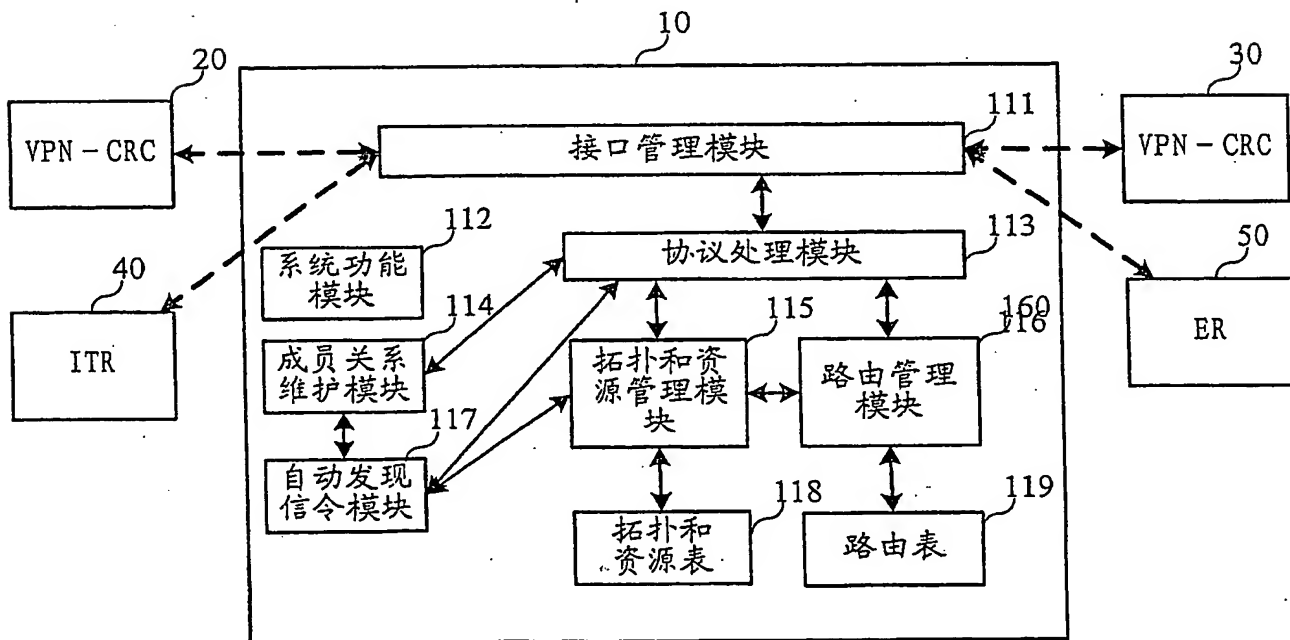 10
20
30
VPN-CRC
111
接口管理模块
VPN-CRC
112
系统功能
模块
113
协议处理模块
40
ITR
50
ER
114
成员关系
维护模块
115
拓扑和资
源管理模
块
160
116
路由管理
模块
117
自动发现
信令模块
118
拓扑和
资源表
119
路由表